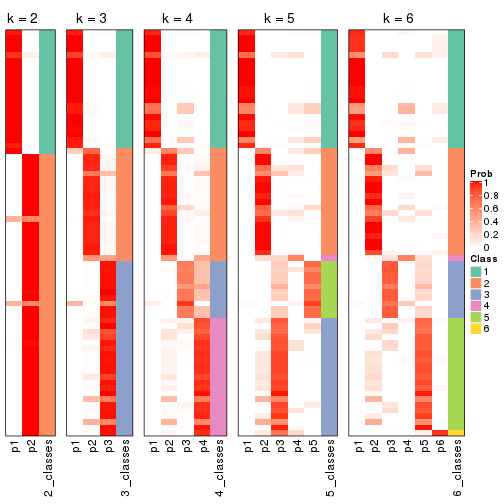 k = 2 k = 3 k = 4 k = 5 k = 6
Prob
1
0.8
0.6
0.4
0.2
0
Class
1
2
3
4
5
6
p1 p2 2_classes
p1 p2 p3 3_classes
p1 p2 p3 p4 4_classes
p1 p2 p3 p4 p5 5_classes
p1 p2 p3 p4 p5 p6 6_classes